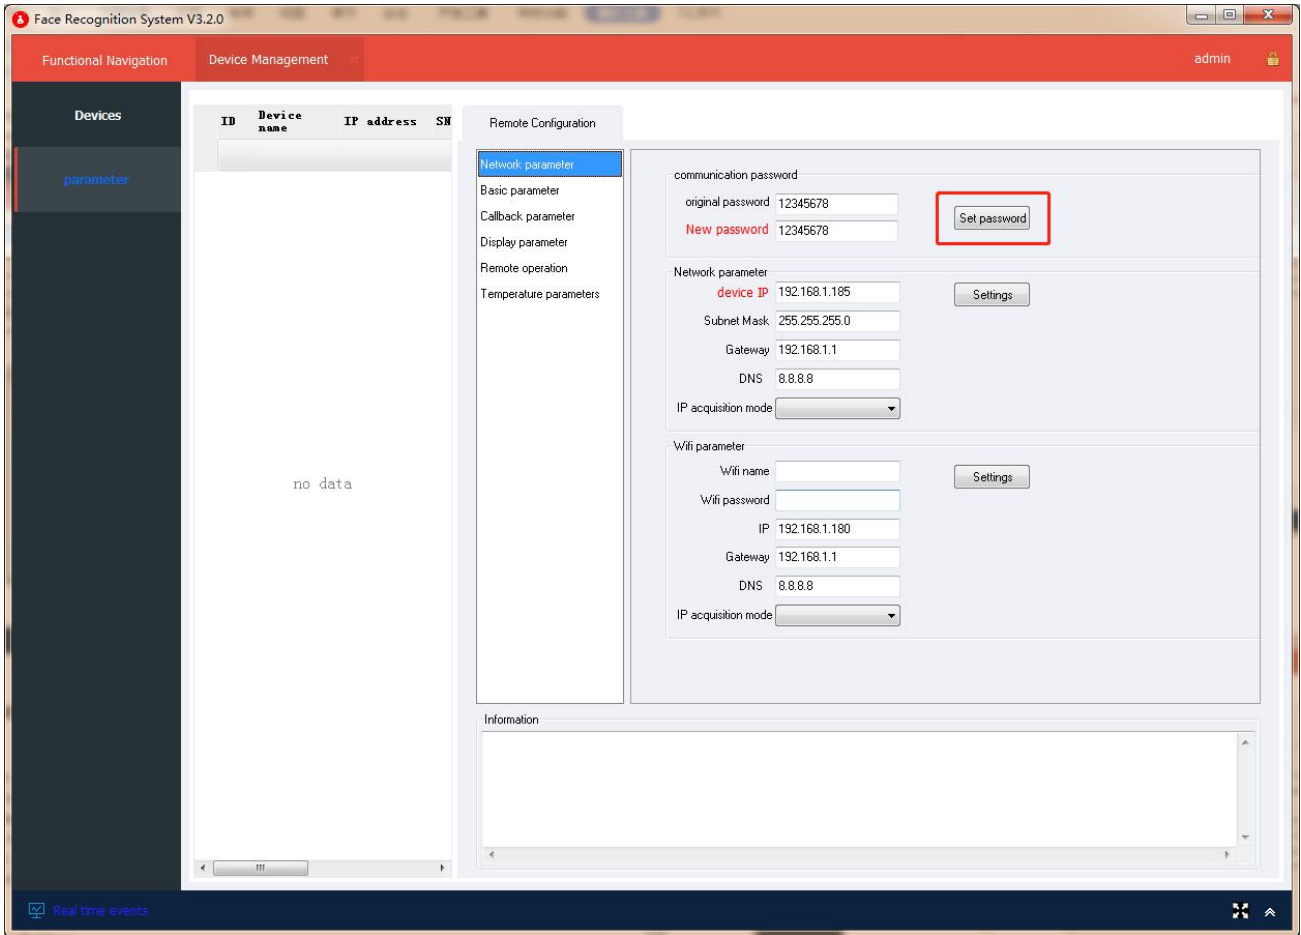 Face Recognition System V3.2.0
Functional Navigation
Device Management
admin
Devices
parameter
ID Device name IP address SN
no data
Remote Configuration
Network parameter
Basic parameter
Callback parameter
Display parameter
Remote operation
Temperature parameters
communication password
original password 12345678
New password 12345678
Set password
Network parameter
device IP 192.168.1.185
Settings
Subnet Mask 255.255.255.0
Gateway 192.168.1.1
DNS 8.8.8.8
IP acquisition mode
Wifi parameter
Wifi name
Settings
Wifi password
IP 192.168.1.180
Gateway 192.168.1.1
DNS 8.8.8.8
IP acquisition mode
Information
Real time events